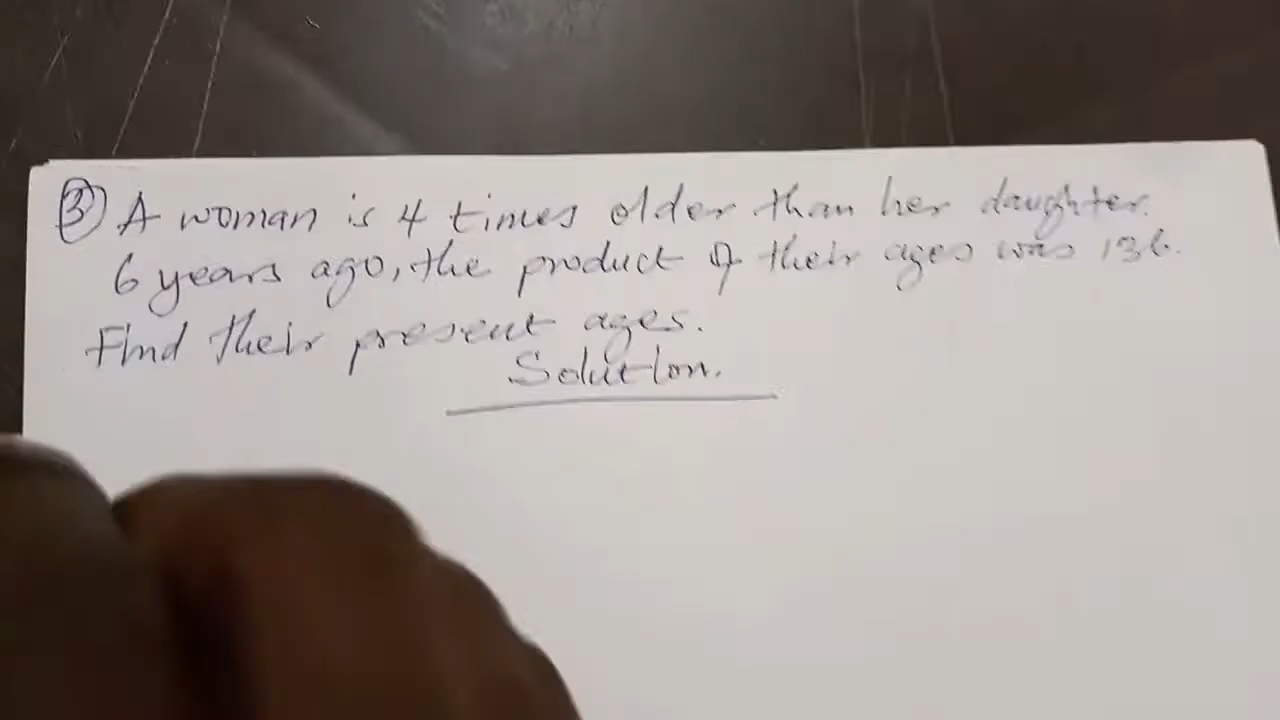 ③ A woman is 4 times older than her daughter.
6 years ago, the product of their ages was 136.
Find their present ages.
Solution.